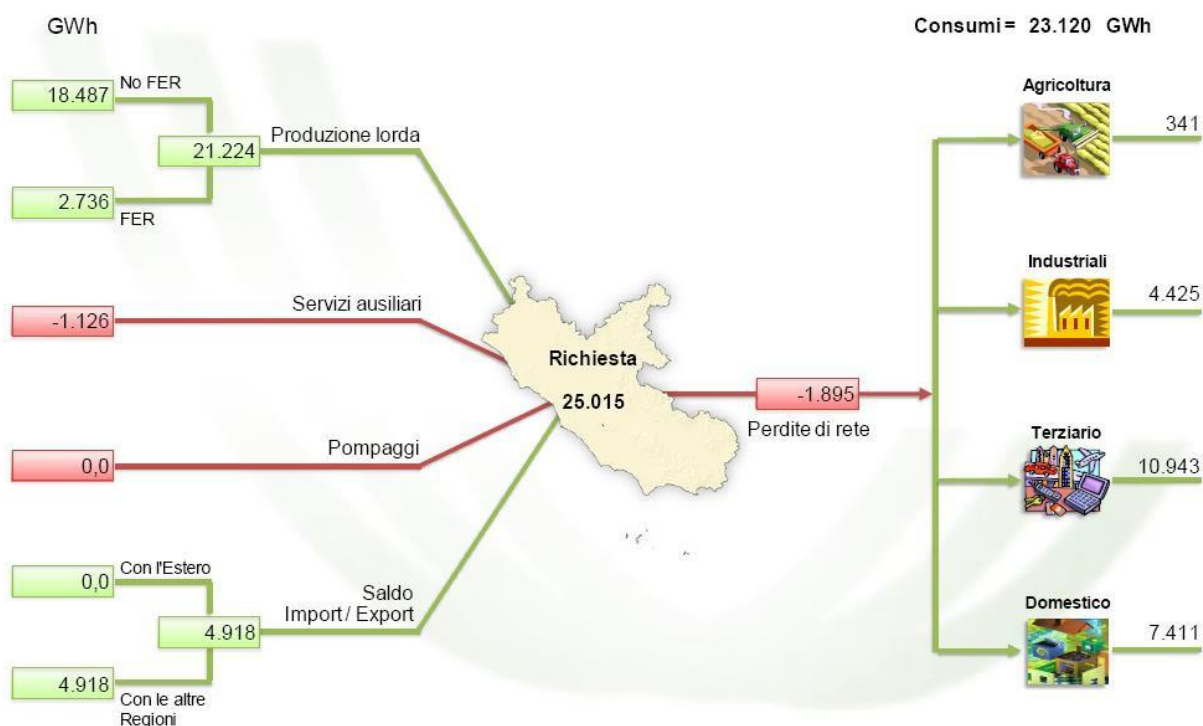 GWh
Consumi = 23.120 GWh
No FER
18.487
Produzione lorda
21.224
2.736
FER
Servizi ausiliari
-1.126
Pompaggi
0,0
Con l'Estero
0,0
Saldo
Import / Export
4.918
4.918
Con le altre
Regioni
Richiesta
25.015
-1.895
Perdite di rete
Agricoltura
341
Industriali
4.425
Terziario
10.943
Domestico
7.411